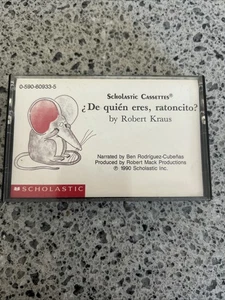 0-590-60933-5
Scholastic Cassettes®
¿De quién eres, ratoncito?
by Robert Kraus
Narrated by Ben Rodríguez-Cubeñas
Produced by Robert Mack Productions
℗ 1990 Scholastic Inc.
SCHOLASTIC